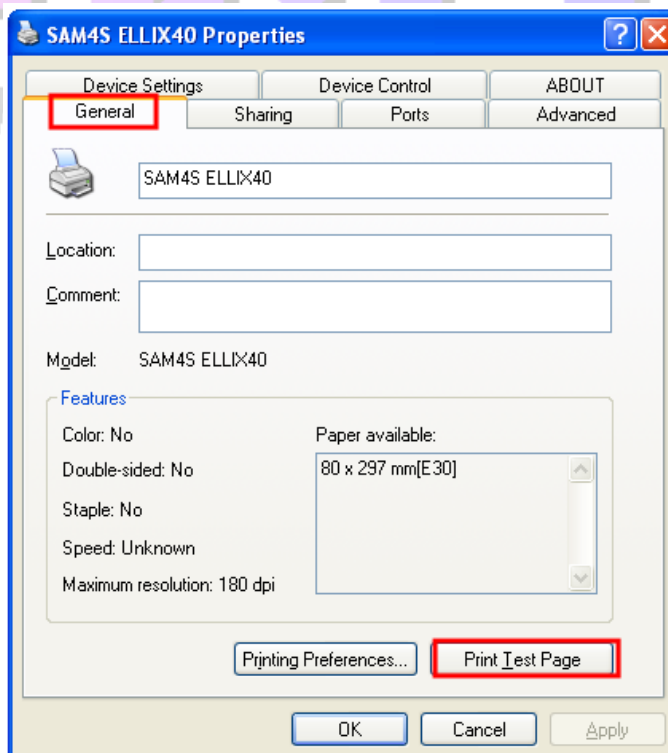 SAM4S ELLIX40 Properties
Device Settings Device Control ABOUT
General Sharing Ports Advanced
SAM4S ELLIX40
Location:
Comment:
Model: SAM4S ELLIX40
Features
Color: No Paper available:
Double-sided: No 80 x 297 mm[E30]
Staple: No
Speed: Unknown
Maximum resolution: 180 dpi
Printing Preferences... Print Test Page
OK Cancel Apply